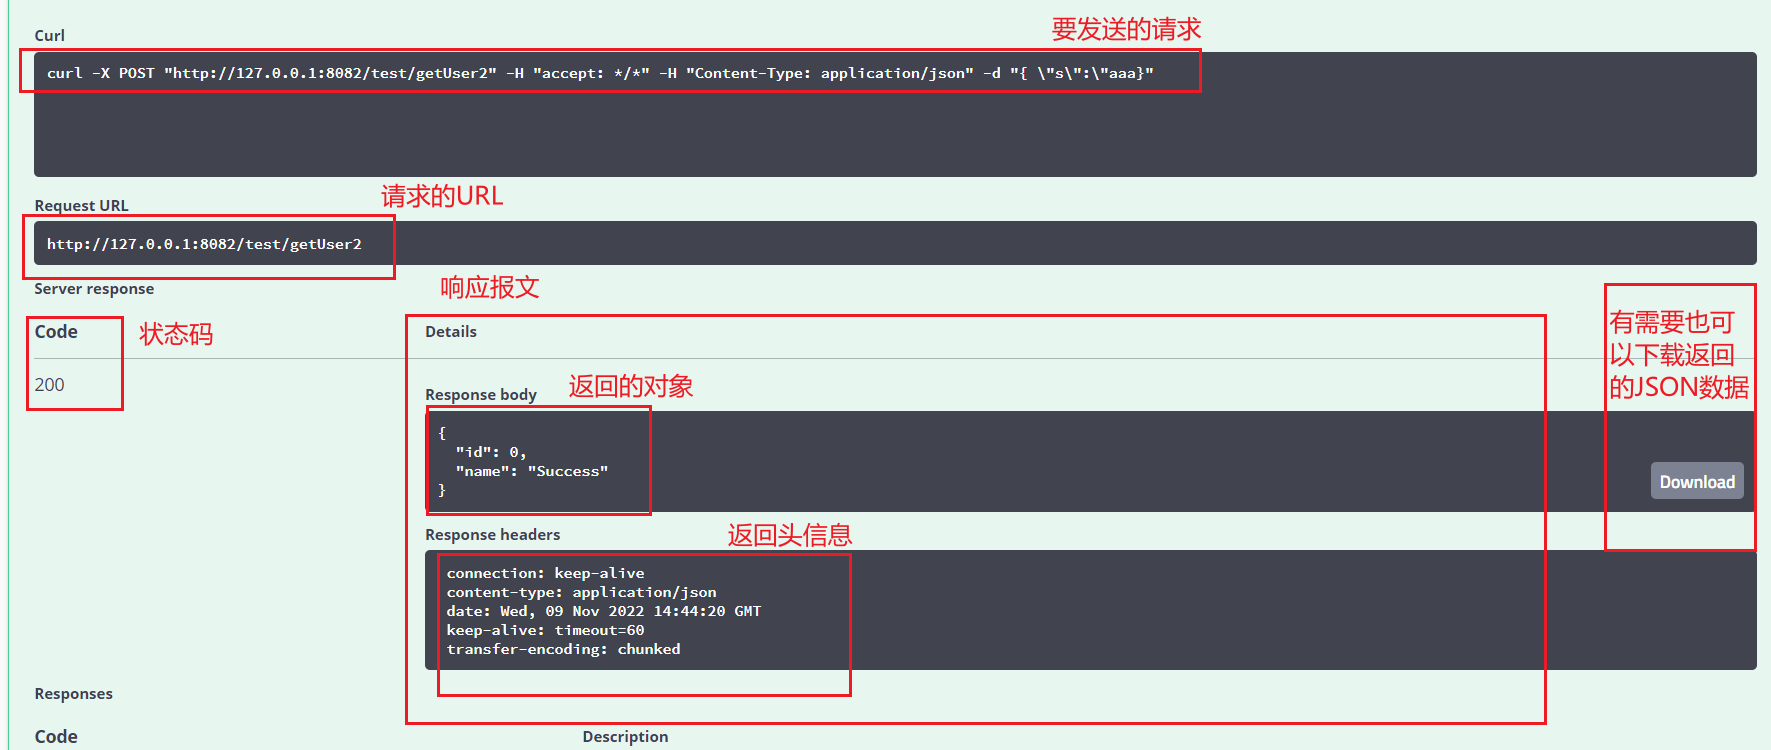 Curl
要发送的请求
curl -X POST "http://127.0.0.1:8082/test/getUser2" -H "accept: */*" -H "Content-Type: application/json" -d "{ \"s\":\"aaa}"
Request URL
请求的URL
http://127.0.0.1:8082/test/getUser2
Server response
响应报文
Code
状态码
Details
有需要也可
以下载返回
的JSON数据
200
Response body
返回的对象
{
"id": 0,
"name": "Success"
}
Download
Response headers
返回头信息
connection: keep-alive
content-type: application/json
date: Wed, 09 Nov 2022 14:44:20 GMT
keep-alive: timeout=60
transfer-encoding: chunked
Responses
Code
Description